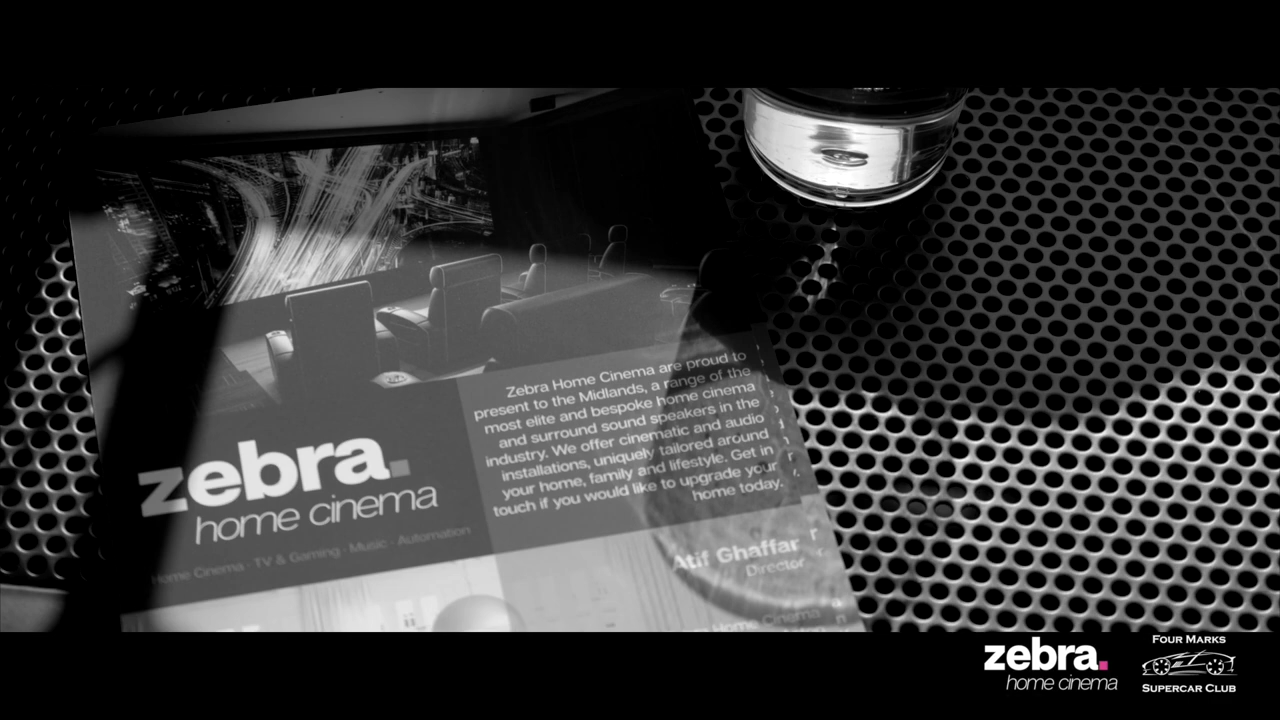 Zebra Home Cinema are proud to
present to the Midlands, a range of the
most elite and bespoke home cinema
and surround sound speakers in the
industry. We offer cinematic and audio
installations, uniquely tailored around
your home, family and lifestyle. Get in
touch if you would like to upgrade your
home today.
zebra.
home cinema
Home Cinema · TV & Gaming · Music · Automation
Atif Ghaffar
Director
Home Cinema
zebra.
home cinema
FOUR MARKS
SUPERCAR CLUB